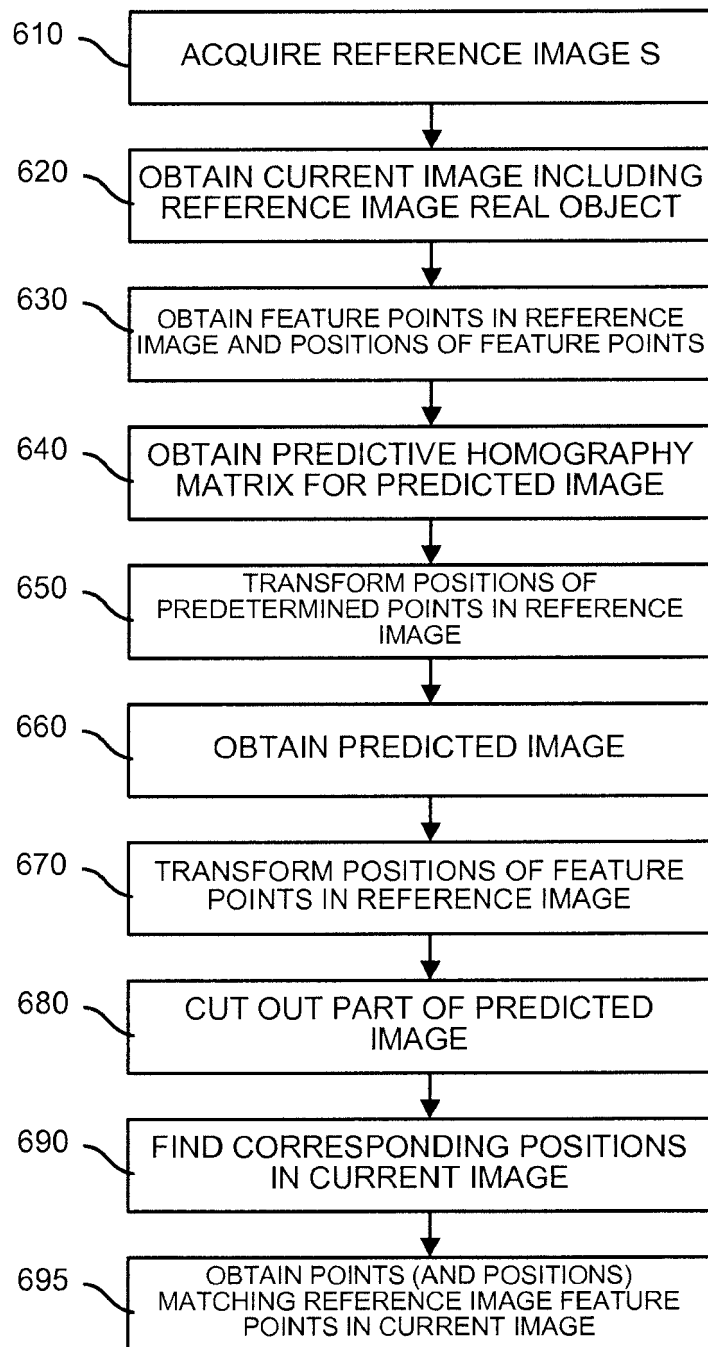 610
ACQUIRE REFERENCE IMAGE S
620
OBTAIN CURRENT IMAGE INCLUDING
REFERENCE IMAGE REAL OBJECT
630
OBTAIN FEATURE POINTS IN REFERENCE
IMAGE AND POSITIONS OF FEATURE POINTS
640
OBTAIN PREDICTIVE HOMOGRAPHY
MATRIX FOR PREDICTED IMAGE
650
TRANSFORM POSITIONS OF
PREDETERMINED POINTS IN REFERENCE
IMAGE
660
OBTAIN PREDICTED IMAGE
670
TRANSFORM POSITIONS OF FEATURE
POINTS IN REFERENCE IMAGE
680
CUT OUT PART OF PREDICTED
IMAGE
690
FIND CORRESPONDING POSITIONS
IN CURRENT IMAGE
695
OBTAIN POINTS (AND POSITIONS)
MATCHING REFERENCE IMAGE FEATURE
POINTS IN CURRENT IMAGE